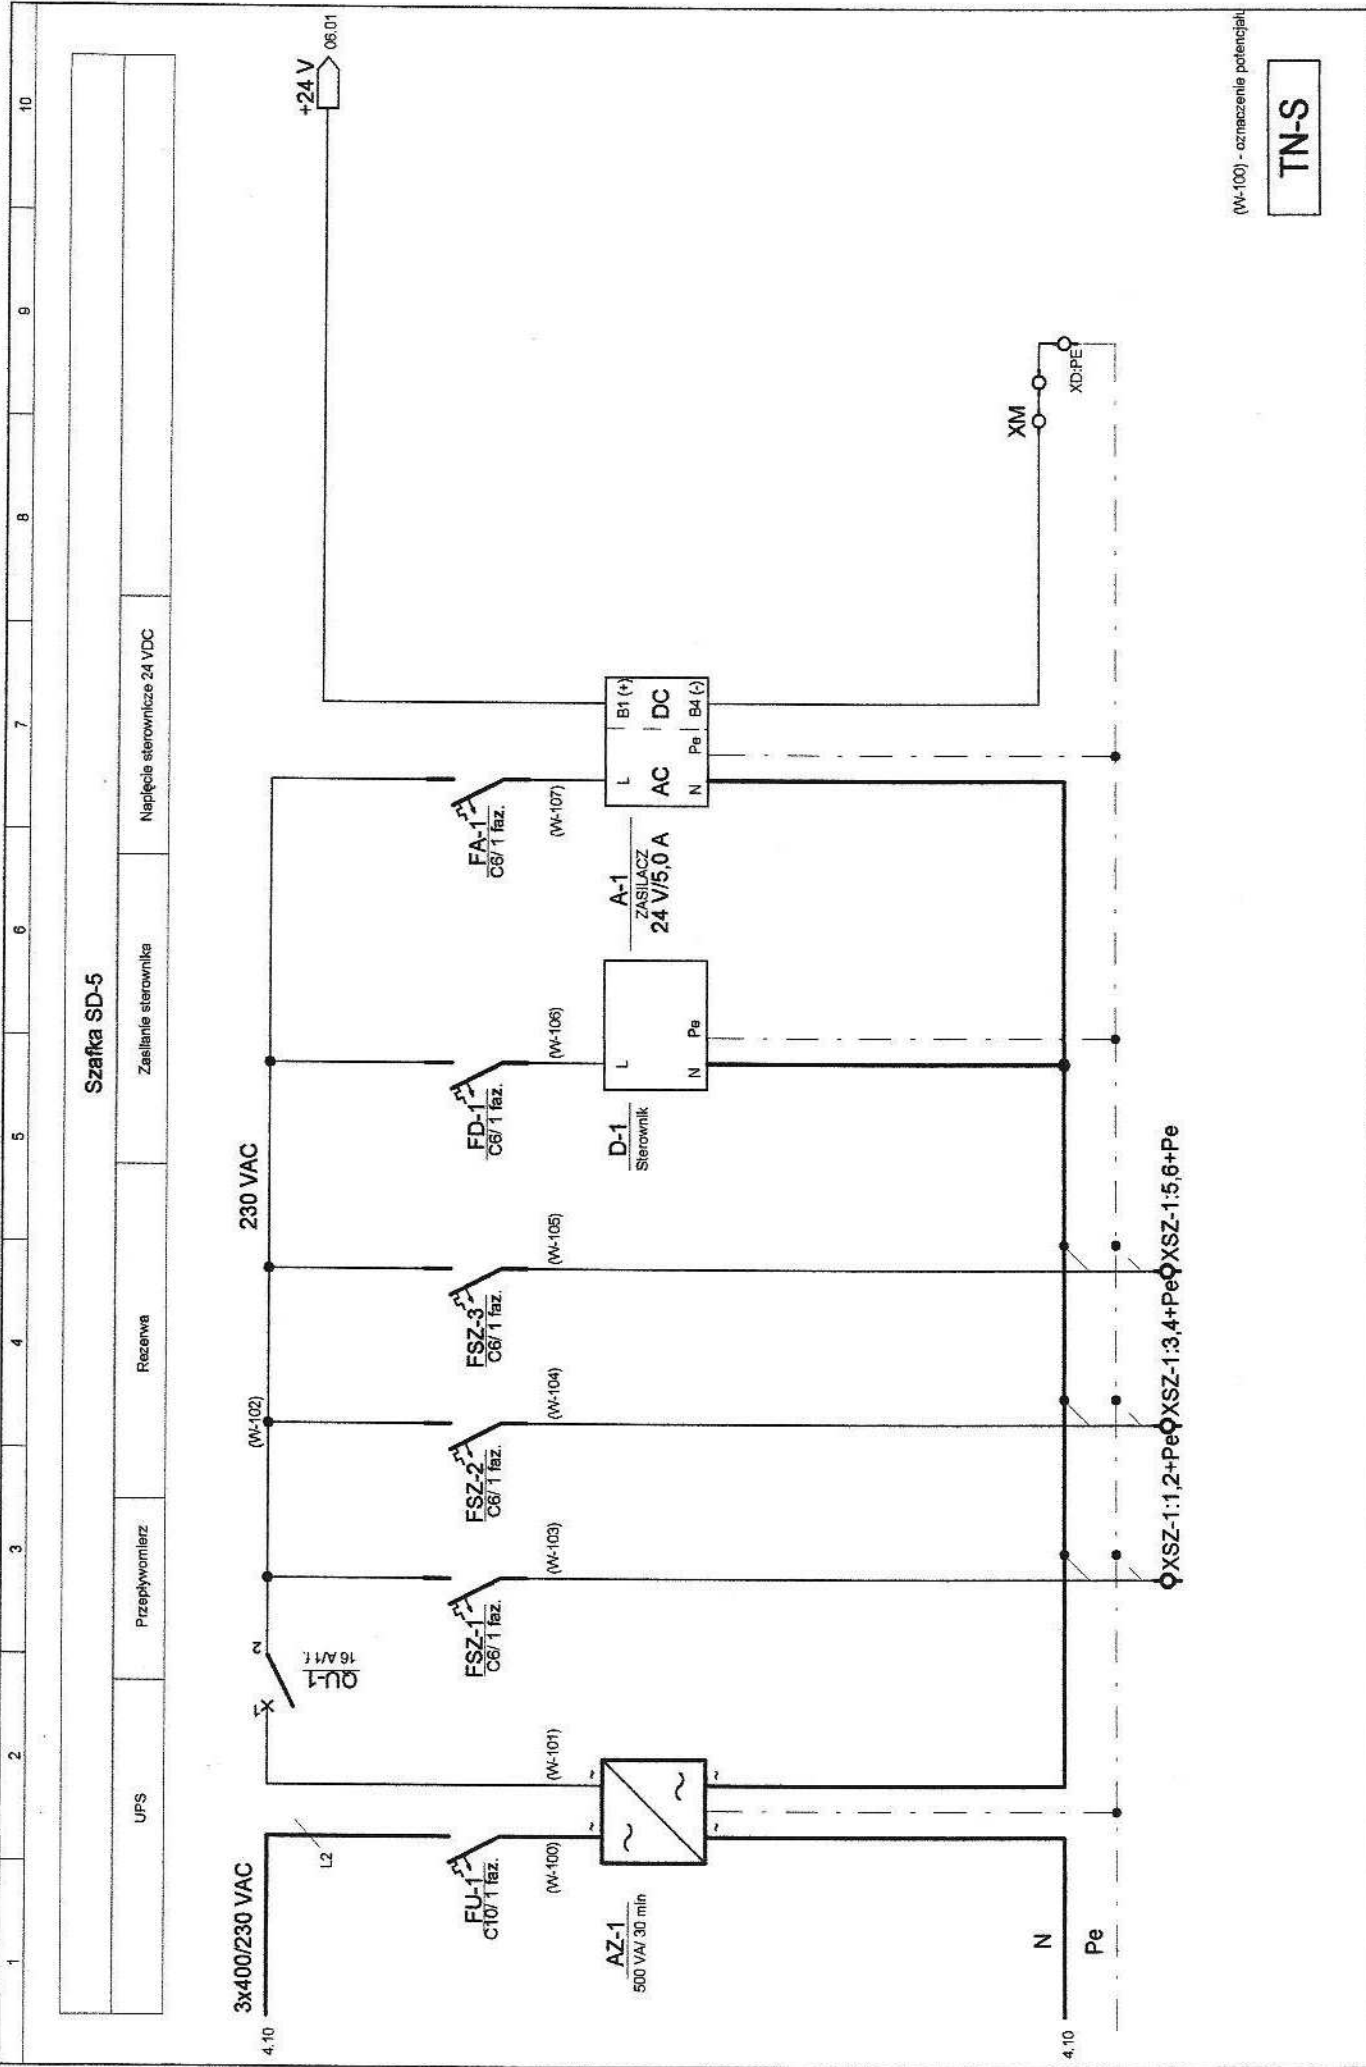 1 2 3 4 5 6 7 8 9 10
Szafka SD-5
UPS
Przepływomierz
Rezerwa
Zasilanie sterownika
Napięcie sterownicze 24 VDC
3x400/230 VAC
4.10
L2
QU-1
16 A/1 f.
1
2
(W-102)
230 VAC
+24 V
06.01
FU-1
C10/ 1 faz.
(W-100)
(W-101)
FSZ-1
C6/ 1 faz.
(W-103)
FSZ-2
C6/ 1 faz.
(W-104)
FSZ-3
C6/ 1 faz.
(W-105)
FD-1
C6/ 1 faz.
(W-106)
FA-1
C6/ 1 faz.
(W-107)
AZ-1
500 VA/ 30 min
~ ~
~ ~
~ ~
D-1
Sterownik
L
N Pe
A-1
ZASILACZ
24 V/5,0 A
L B1 (+)
AC DC
N Pe B4 (-)
XM
XD:PE
N
4.10
Pe
XSZ-1:1,2+Pe
XSZ-1:3,4+Pe
XSZ-1:5,6+Pe
(W-100) - oznaczenie potencjału
TN-S